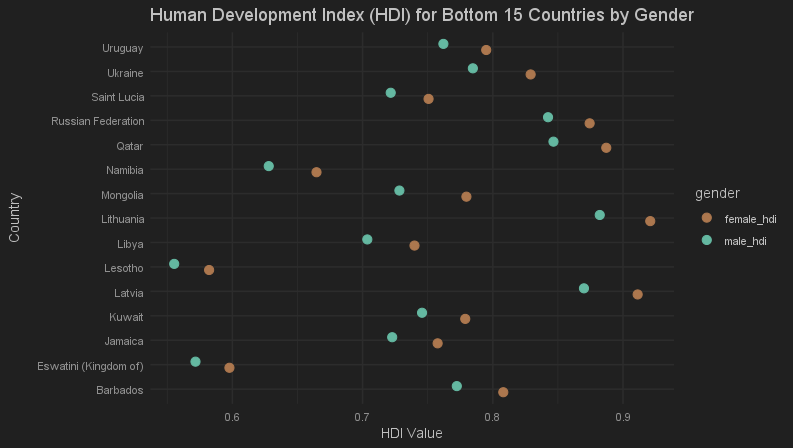 Human Development Index (HDI) for Bottom 15 Countries by Gender
Uruguay
Ukraine
Saint Lucia
Russian Federation
Qatar
Namibia
Mongolia
Lithuania
Libya
Lesotho
Latvia
Kuwait
Jamaica
Eswatini (Kingdom of)
Barbados
Country
0.6
0.7
0.8
0.9
HDI Value
gender
female_hdi
male_hdi